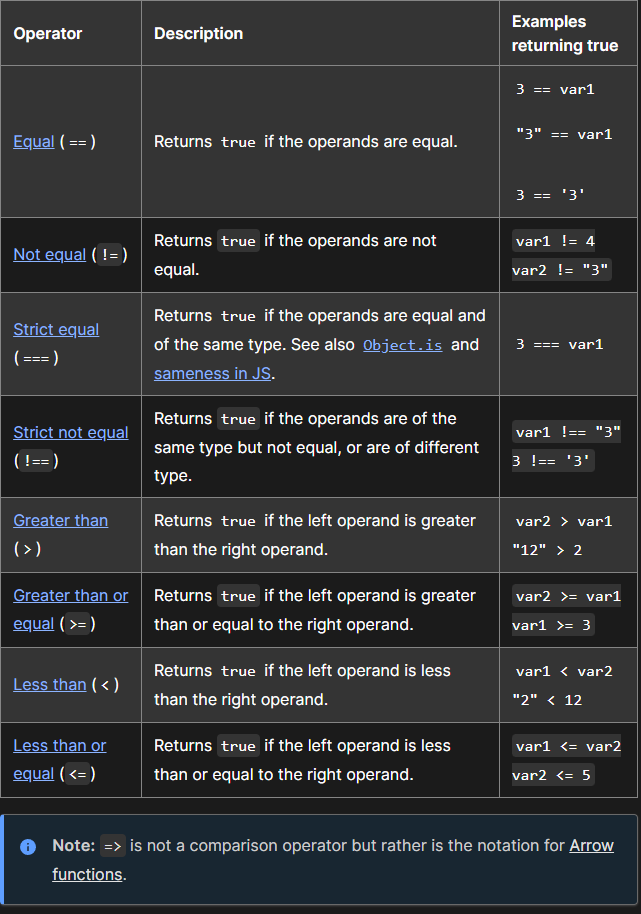 Operator Description Examples
returning true
Equal ( == ) Returns true if the operands are equal. 3 == var1
"3" == var1
3 == '3'
Not equal ( != ) Returns true if the operands are not
equal. var1 != 4
var2 != "3"
Strict equal
( === ) Returns true if the operands are equal and
of the same type. See also Object.is and
sameness in JS. 3 === var1
Strict not equal
( !== ) Returns true if the operands are of the
same type but not equal, or are of different
type. var1 !== "3"
3 !== '3'
Greater than
( > ) Returns true if the left operand is greater
than the right operand. var2 > var1
"12" > 2
Greater than or
equal ( >= ) Returns true if the left operand is greater
than or equal to the right operand. var2 >= var1
var1 >= 3
Less than ( < ) Returns true if the left operand is less
than the right operand. var1 < var2
"2" < 12
Less than or
equal ( <= ) Returns true if the left operand is less
than or equal to the right operand. var1 <= var2
var2 <= 5
Note: => is not a comparison operator but rather is the notation for Arrow
functions.